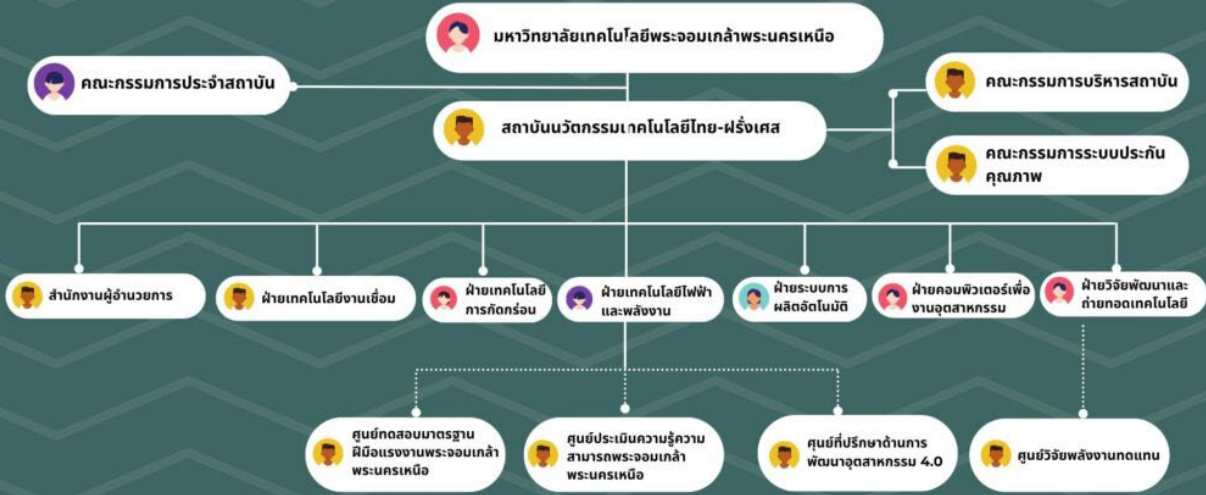 มหาวิทยาลัยเทคโนโลยีพระจอมเกล้าพระนครเหนือ
คณะกรรมการประจำสถาบัน
คณะกรรมการบริหารสถาบัน
สถาบันนวัตกรรมเทคโนโลยีไทย-ฝรั่งเศส
คณะกรรมการระบบประกัน
คุณภาพ
สำนักงานผู้อำนวยการ
ฝ่ายเทคโนโลยีงานเชื่อม
ฝ่ายเทคโนโลยี
การกัดกร่อน
ฝ่ายเทคโนโลยีไฟฟ้า
และพลังงาน
ฝ่ายระบบการ
ผลิตอัตโนมัติ
ฝ่ายคอมพิวเตอร์เพื่อ
งานอุตสาหกรรม
ฝ่ายวิจัยพัฒนาและ
ถ่ายทอดเทคโนโลยี
ศูนย์ทดสอบมาตรฐาน
ฝีมือแรงงานพระจอมเกล้า
พระนครเหนือ
ศูนย์ประเมินความรู้ความ
สามารถพระจอมเกล้า
พระนครเหนือ
ศูนย์ที่ปรึกษาด้านการ
พัฒนาอุตสาหกรรม 4.0
ศูนย์วิจัยพลังงานทดแทน